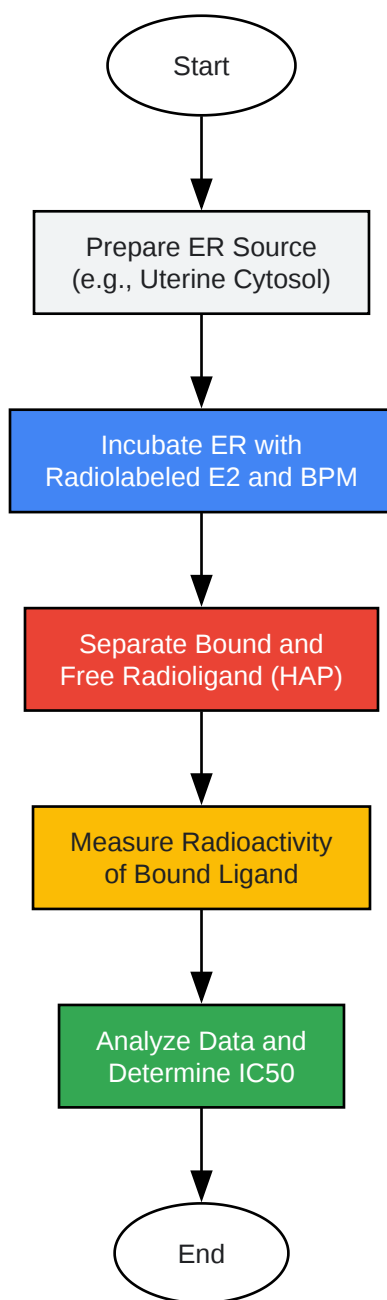 Start
Prepare ER Source
(e.g., Uterine Cytosol)
Incubate ER with
Radiolabeled E2 and BPM
Separate Bound and
Free Radioligand (HAP)
Measure Radioactivity
of Bound Ligand
Analyze Data and
Determine IC50
End